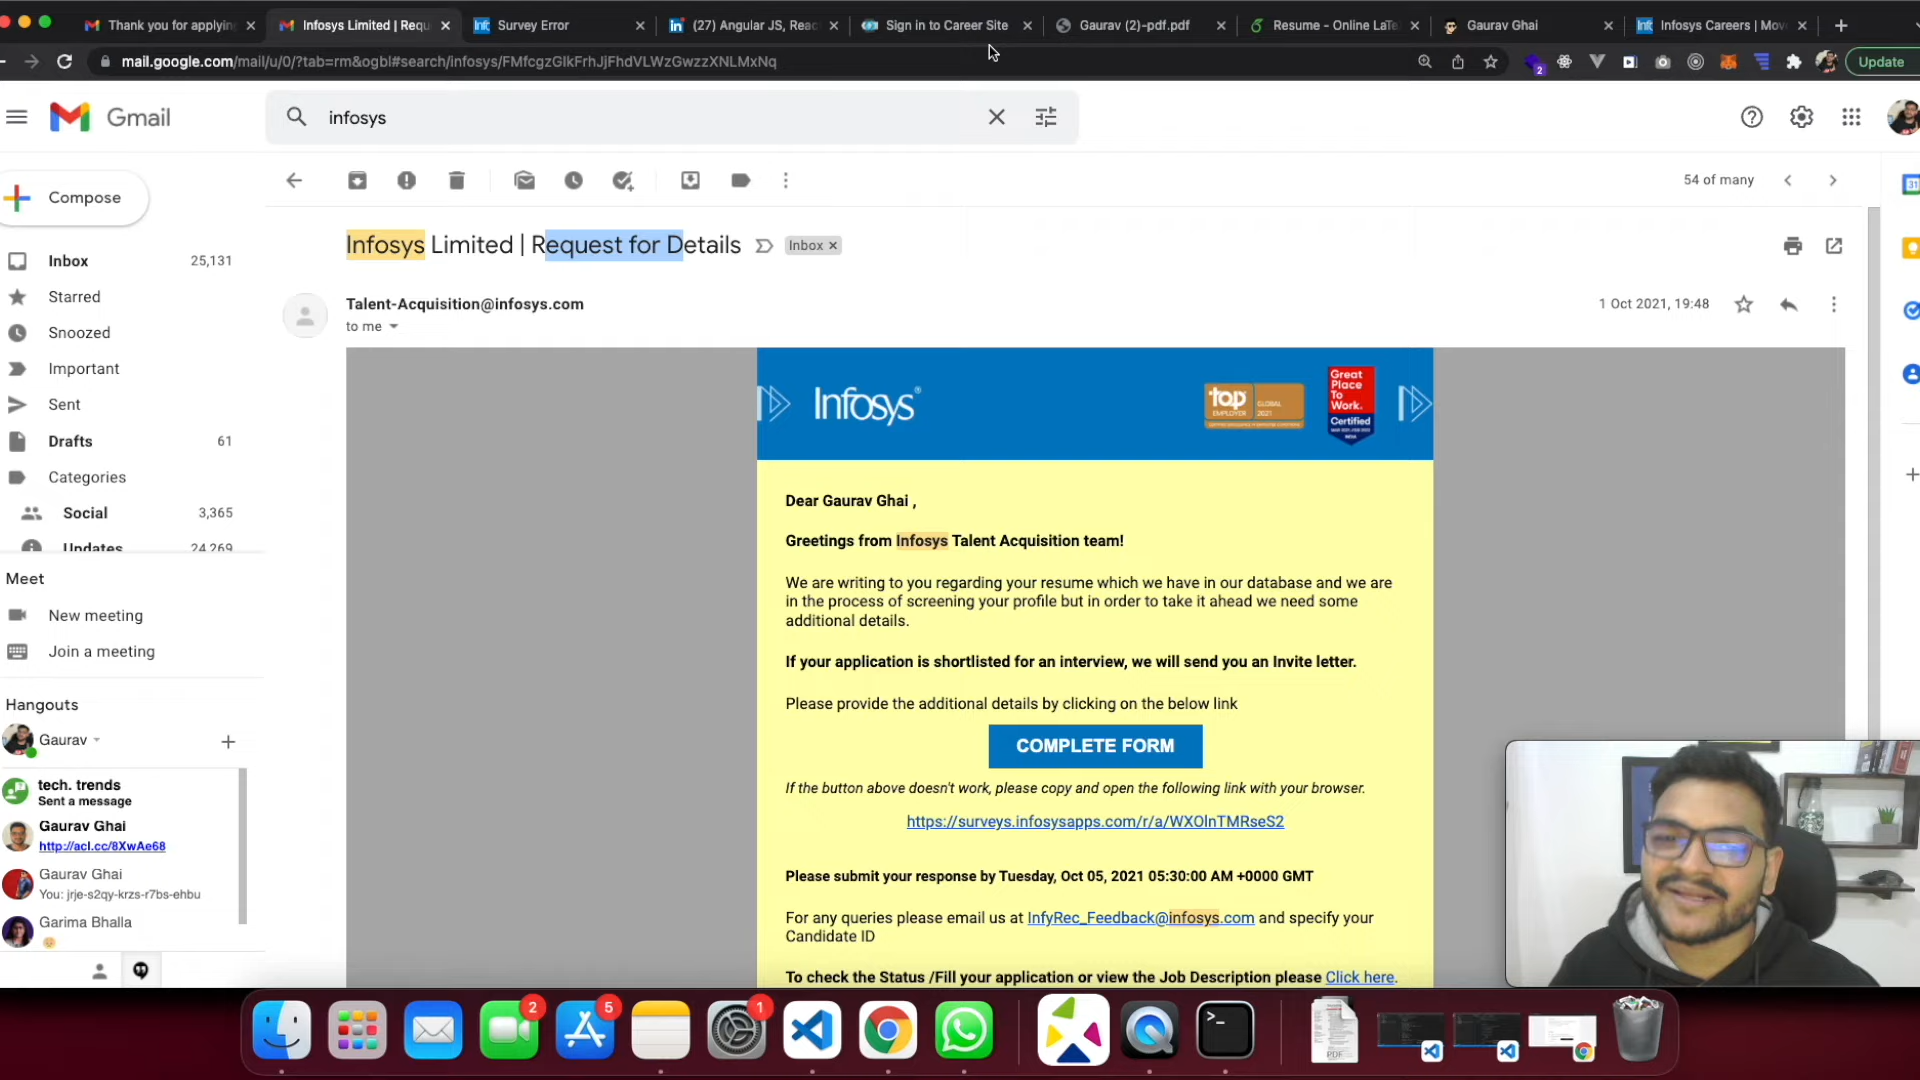 Thank you for applying
Infosys Limited | Requ
Survey Error
(27) Angular JS, Reac
Sign in to Career Site
Gaurav (2)-pdf.pdf
Resume - Online LaTe
Gaurav Ghai
Infosys Careers | Mov
mail.google.com/mail/u/0/?tab=rm&ogbl#search/infosys/FMfcgzGlkFrhJjFhdVLWzGwzzXNLMxNq
2
Update
Gmail
infosys
Compose
54 of many
31
Infosys Limited | Request for Details
Inbox
Inbox 25,131
Starred
Snoozed
Important
Sent
Drafts 61
Categories
Social 3,365
Updates 24,269
Meet
New meeting
Join a meeting
Hangouts
Gaurav
tech. trends
Sent a message
Gaurav Ghai
http://acl.cc/8XwAe68
Gaurav Ghai
You: jrje-s2qy-krzs-r7bs-ehbu
Garima Bhalla
Talent-Acquisition@infosys.com
1 Oct 2021, 19:48
to me
Infosys®
top
EMPLOYER
GLOBAL
2021
Great
Place
To
Work.
Certified
INDIA
Dear Gaurav Ghai ,
Greetings from Infosys Talent Acquisition team!
We are writing to you regarding your resume which we have in our database and we are
in the process of screening your profile but in order to take it ahead we need some
additional details.
If your application is shortlisted for an interview, we will send you an Invite letter.
Please provide the additional details by clicking on the below link
COMPLETE FORM
If the button above doesn't work, please copy and open the following link with your browser.
https://surveys.infosysapps.com/r/a/WXOlnTMRseS2
Please submit your response by Tuesday, Oct 05, 2021 05:30:00 AM +0000 GMT
For any queries please email us at InfyRec_Feedback@infosys.com and specify your
Candidate ID
To check the Status /Fill your application or view the Job Description please Click here.
2
5
1
PDF